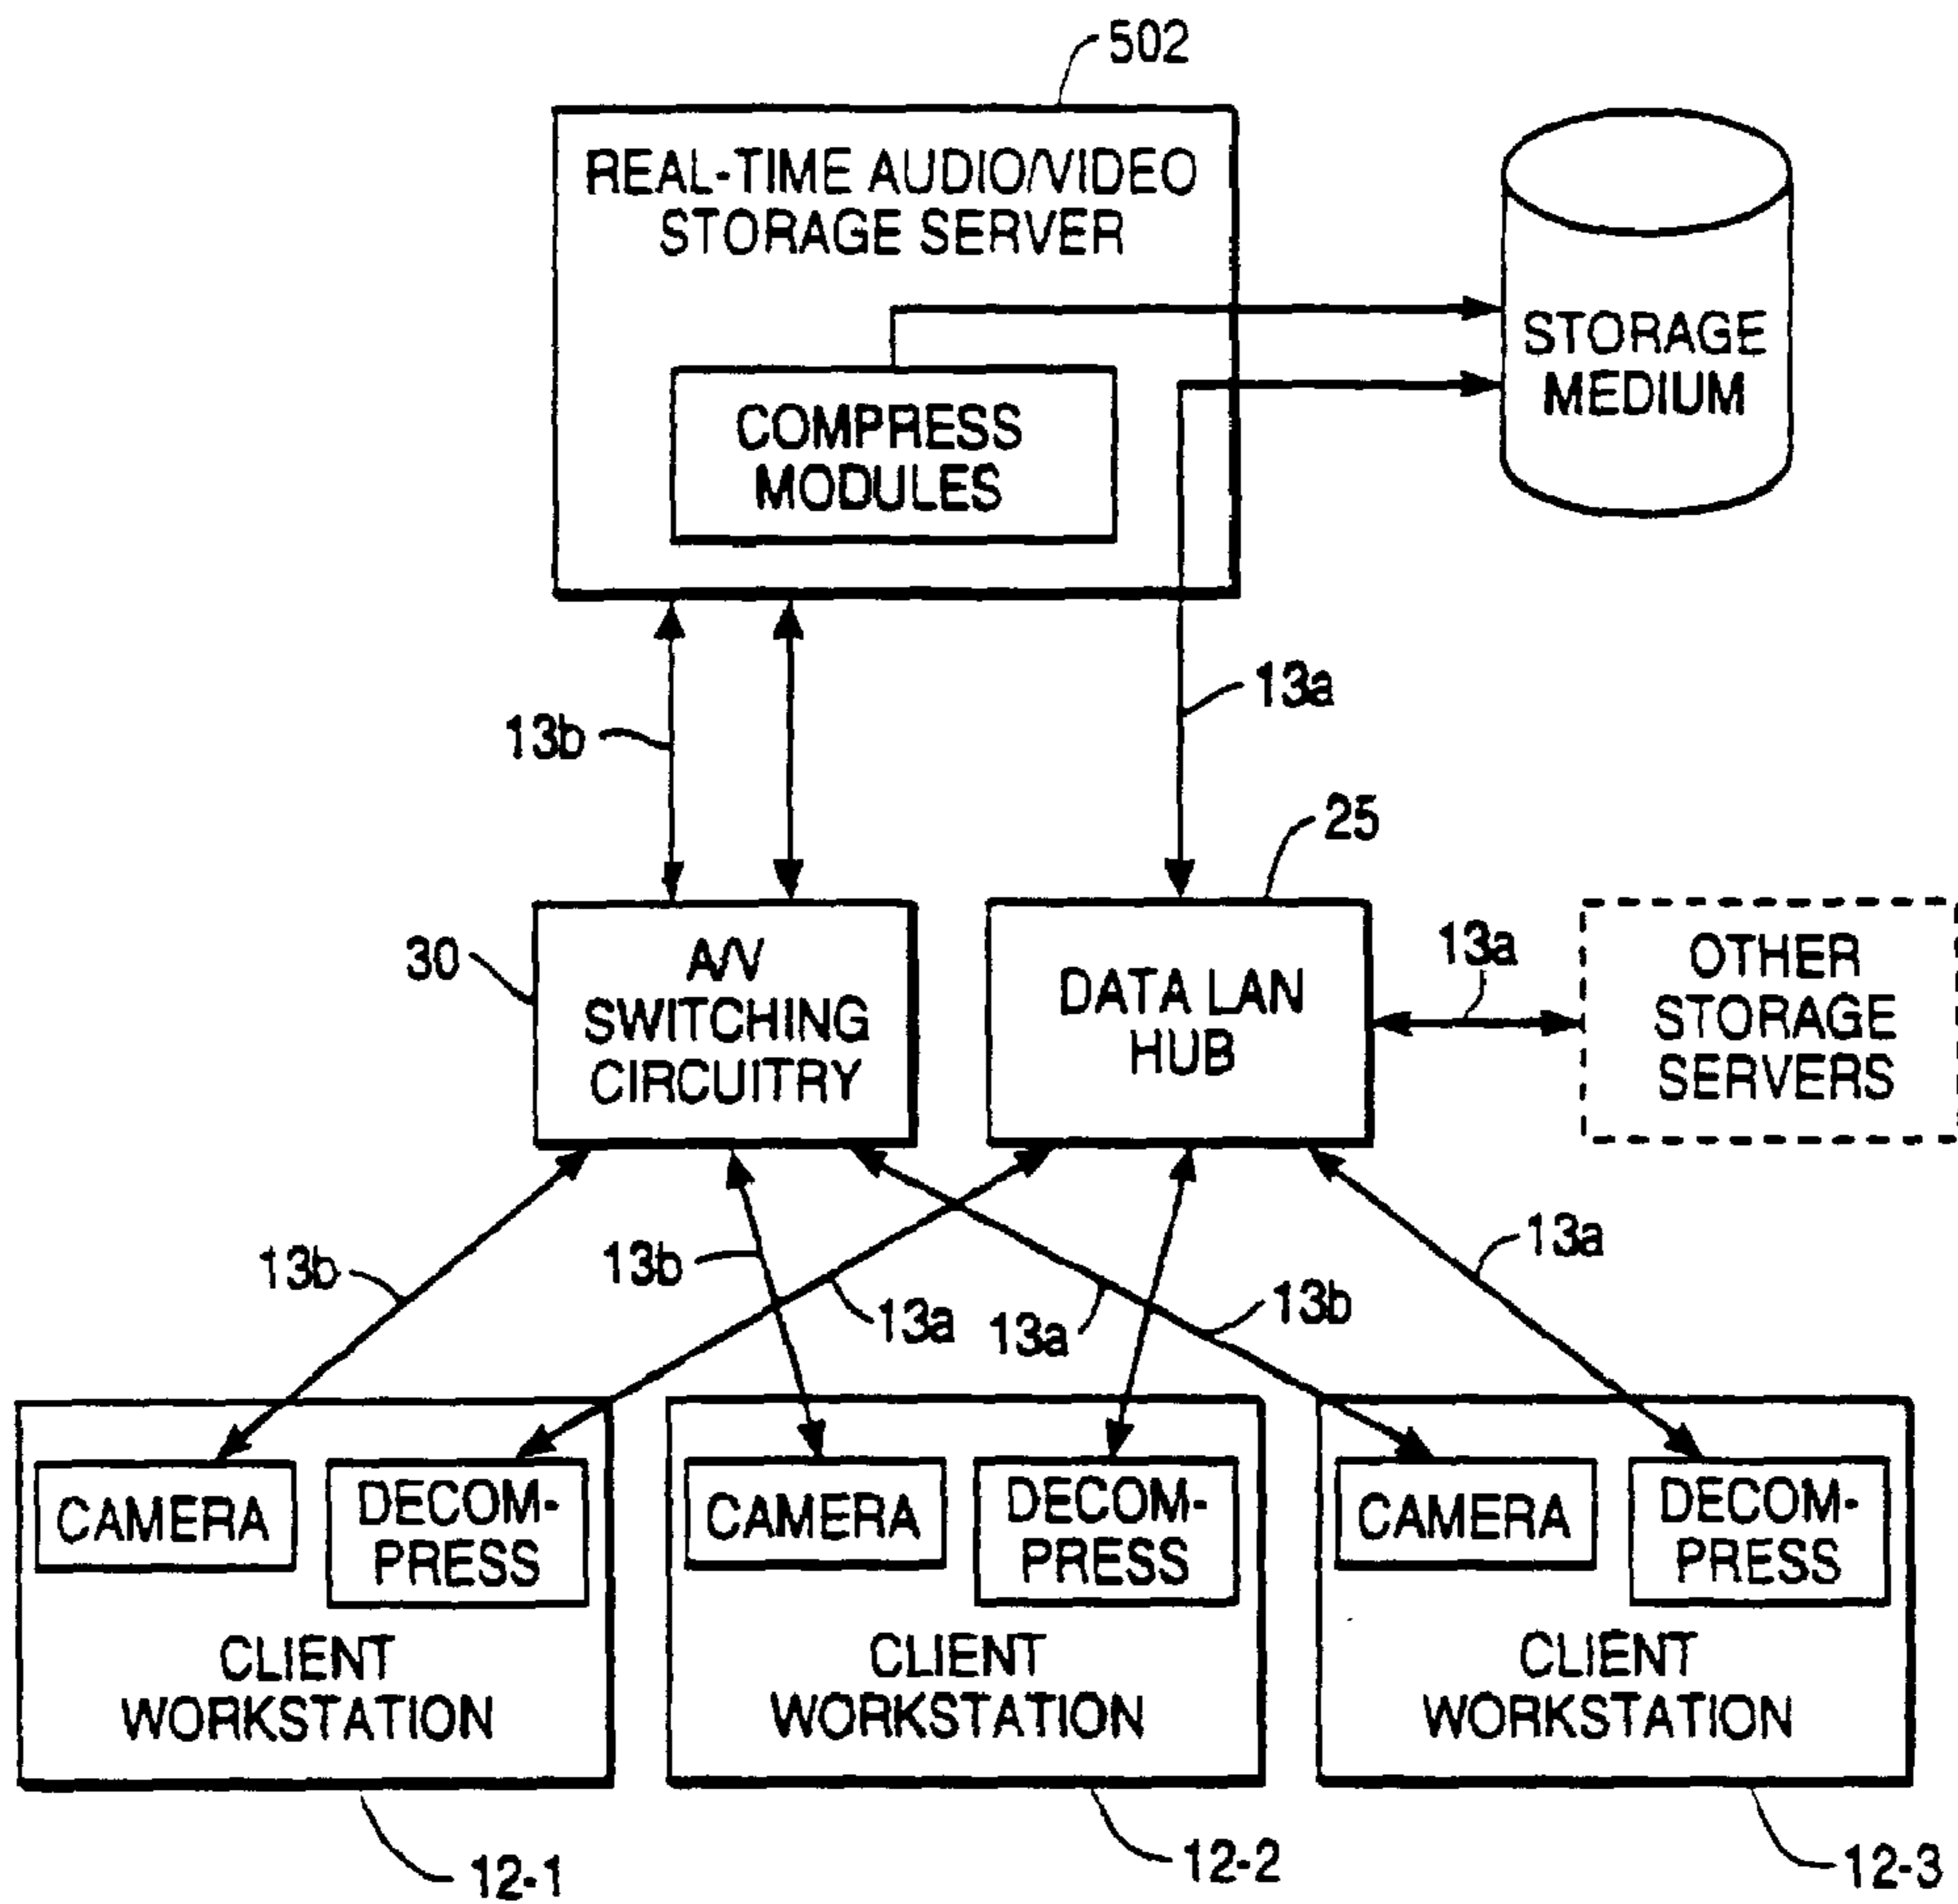 502
REAL-TIME AUDIO/VIDEO
STORAGE SERVER
STORAGE
MEDIUM
COMPRESS
MODULES
13b
13a
25
30
A/V
SWITCHING
CIRCUITRY
DATA LAN
HUB
13a
OTHER
STORAGE
SERVERS
13b
13b
13a
13a
13b
13a
CAMERA
DECOM-
PRESS
CLIENT
WORKSTATION
CAMERA
DECOM-
PRESS
CLIENT
WORKSTATION
CAMERA
DECOM-
PRESS
CLIENT
WORKSTATION
12-1
12-2
12-3